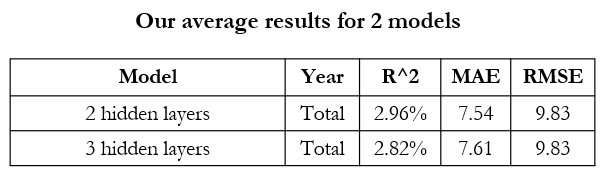 Our average results for 2 models
Model Year R^2 MAE RMSE
2 hidden layers Total 2.96% 7.54 9.83
3 hidden layers Total 2.82% 7.61 9.83